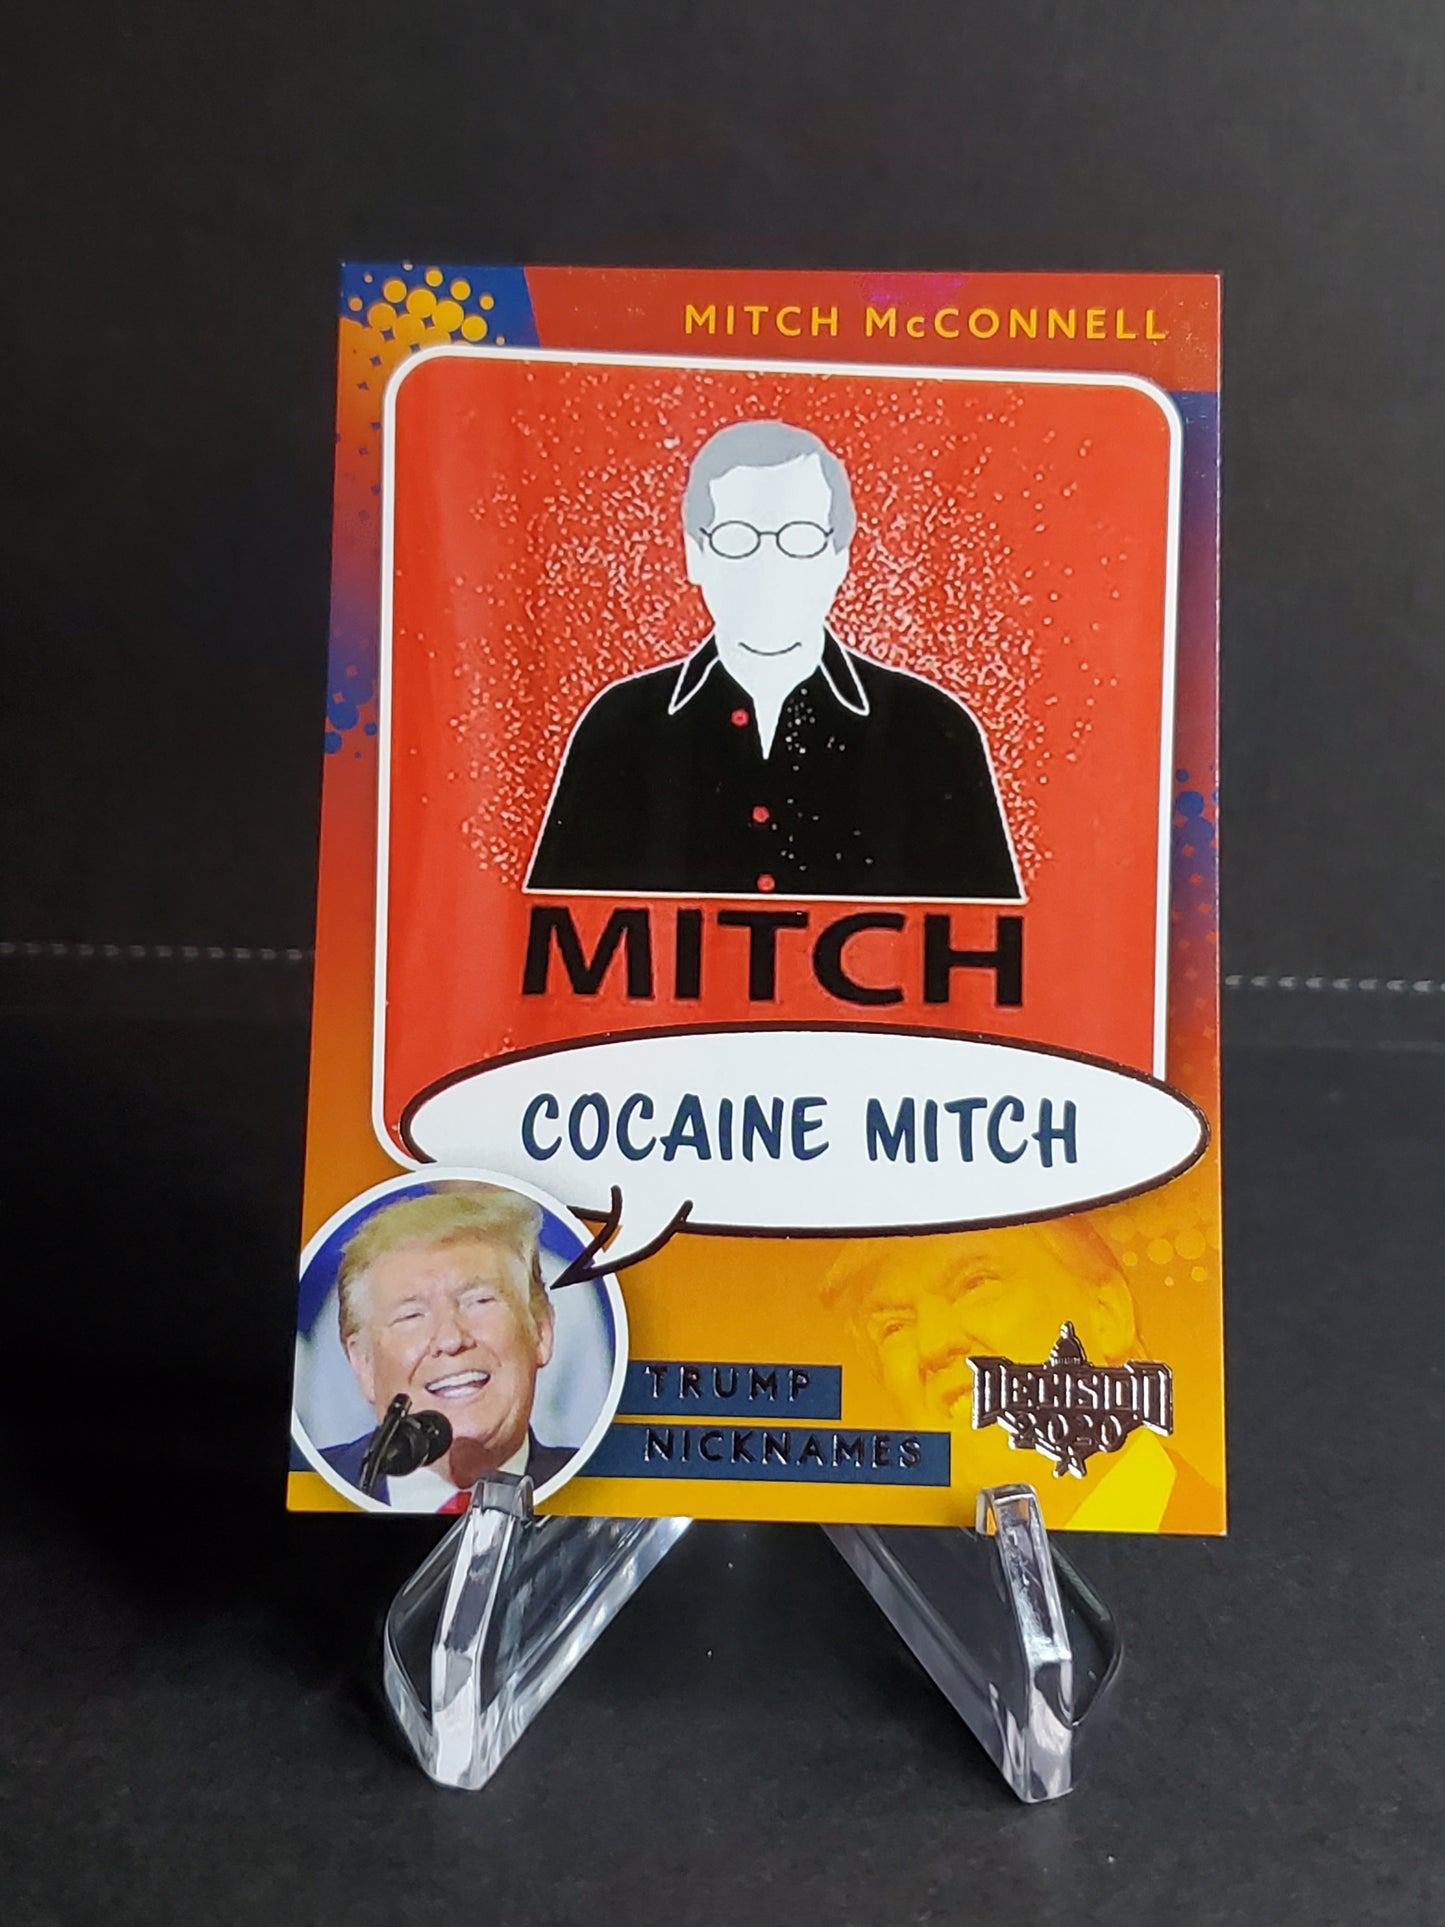 MITCH McCONNELL
MITCH
COCAINE MITCH
TRUMP
NICKNAMES
DECISION
2020